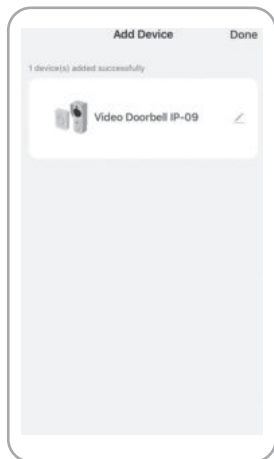 Add Device Done
1 device(s) added successfully
Video Doorbell IP-09